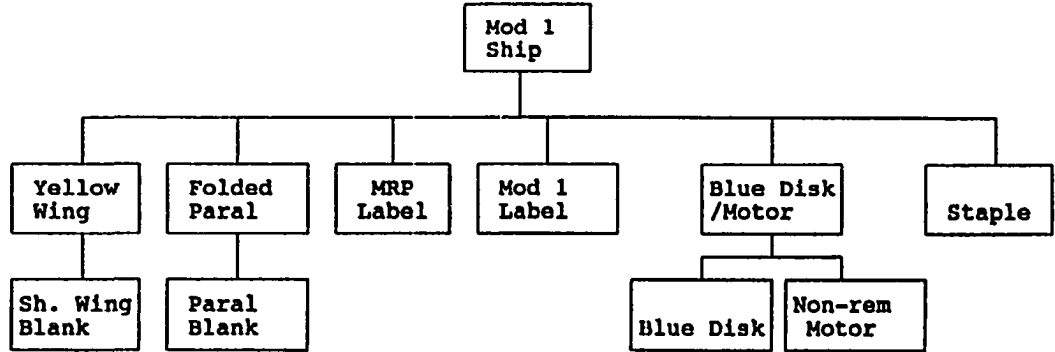 Mod 1
Ship
Yellow
Wing
Folded
Paral
MRP
Label
Mod 1
Label
Blue Disk
/Motor
Staple
Sh. Wing
Blank
Paral
Blank
Blue Disk
Non-rem
Motor